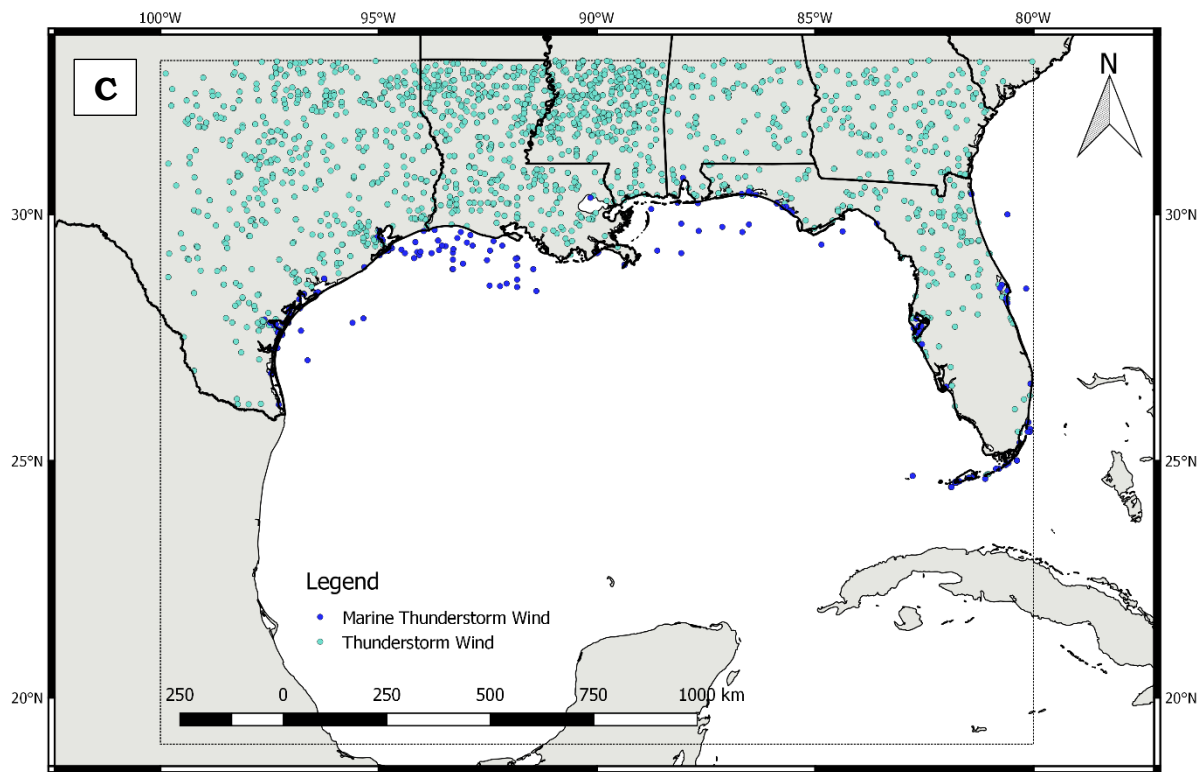 100°W 95°W 90°W 85°W 80°W
C
N
30°N 30°N
25°N 25°N
Legend
Marine Thunderstorm Wind
Thunderstorm Wind
20°N 20°N
250 0 250 500 750 1000 km